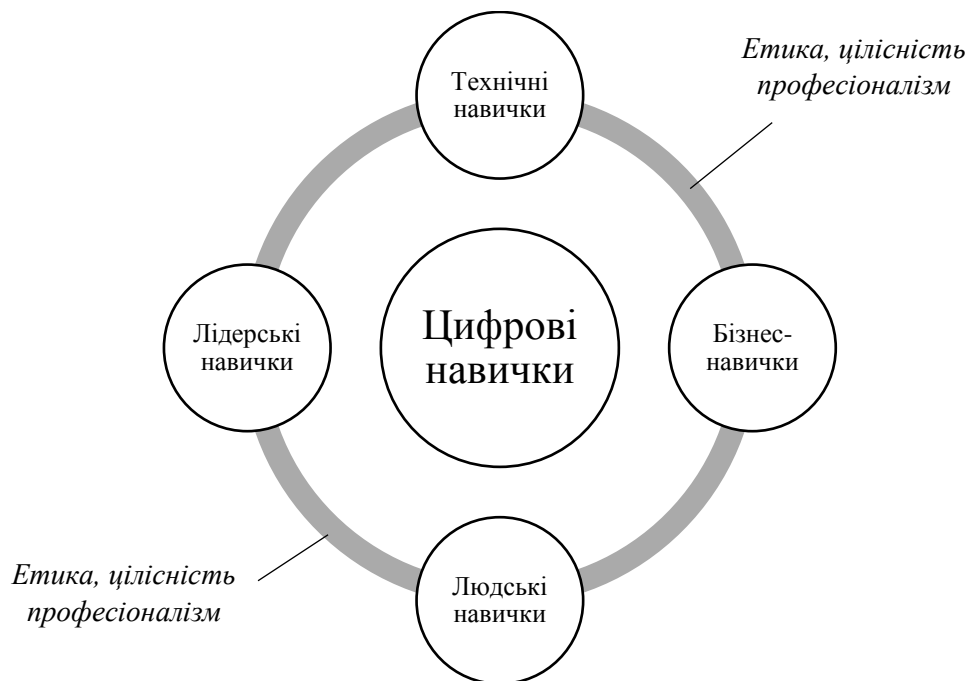 Етика, цілісність
професіоналізм
Технічні
навички
Лідерські
навички
Цифрові
навички
Бізнес-
навички
Етика, цілісність
професіоналізм
Людські
навички